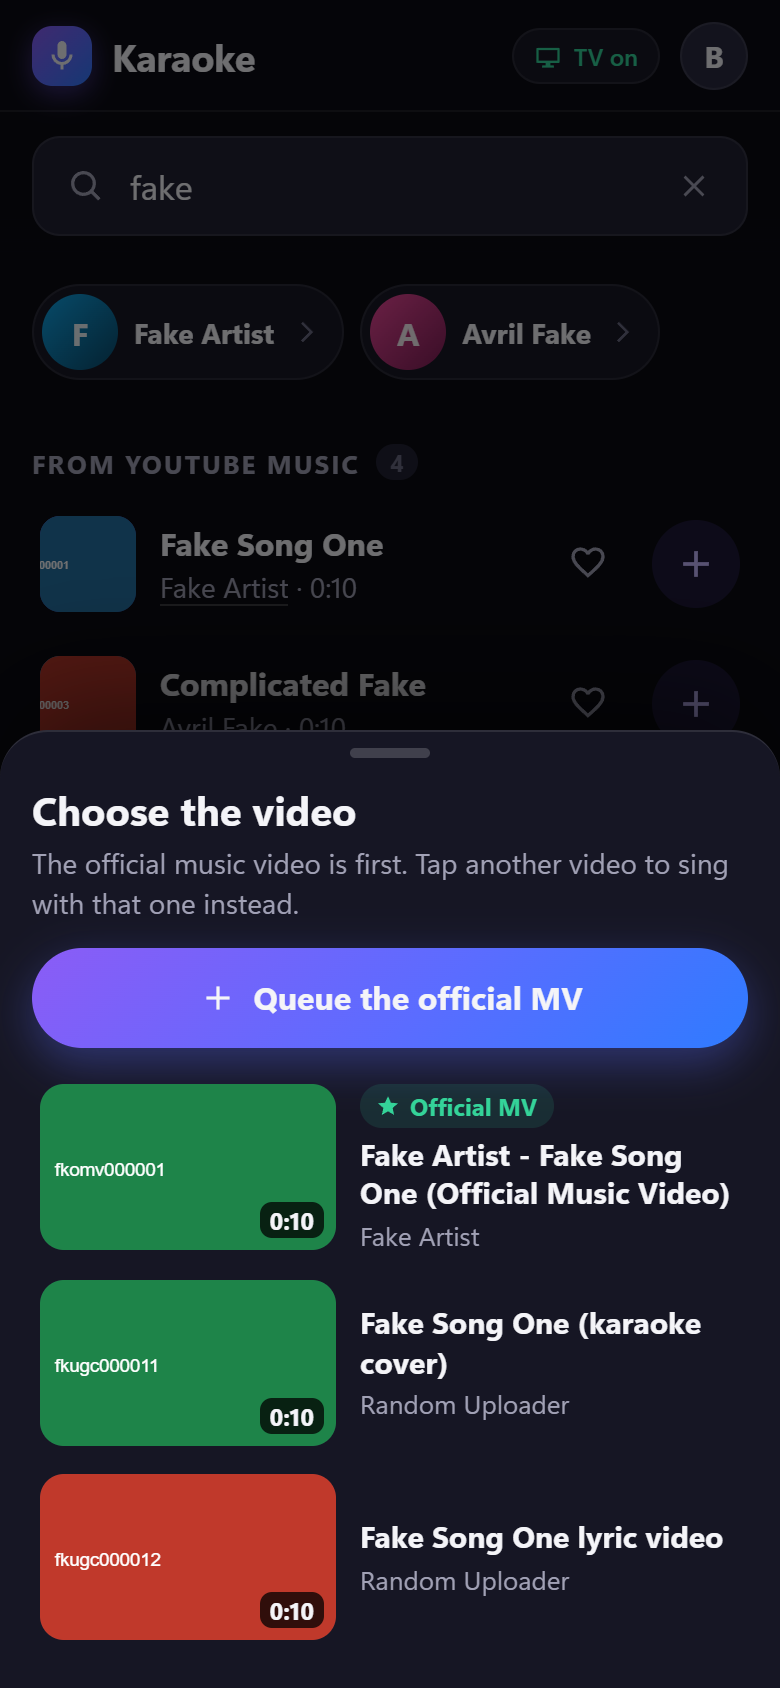 Karaoke
TV on
B
fake
F
Fake Artist
A
Avril Fake
FROM YOUTUBE MUSIC 4
00001
Fake Song One
Fake Artist · 0:10
00003
Complicated Fake
Avril Fake · 0:10
Choose the video
The official music video is first. Tap another video to sing
with that one instead.
Queue the official MV
fkomv000001
0:10
Official MV
Fake Artist - Fake Song
One (Official Music Video)
Fake Artist
fkugc000011
0:10
Fake Song One (karaoke
cover)
Random Uploader
fkugc000012
0:10
Fake Song One lyric video
Random Uploader